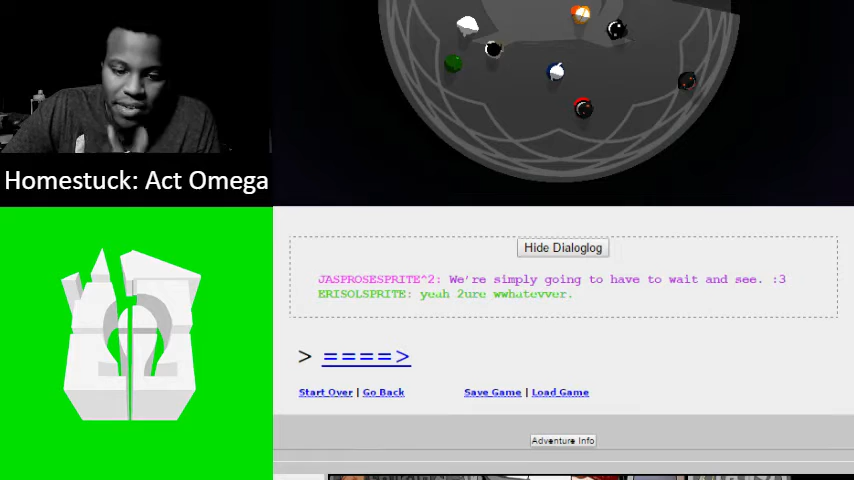 Homestuck: Act Omega
Hide Dialoglog
JASPROSESPRITE^2: We're simply going to have to wait and see. :3
ERISOLSPRITE: yeah 2ure wwhatevver.
> ====>
Start Over | Go Back Save Game | Load Game
Adventure Info